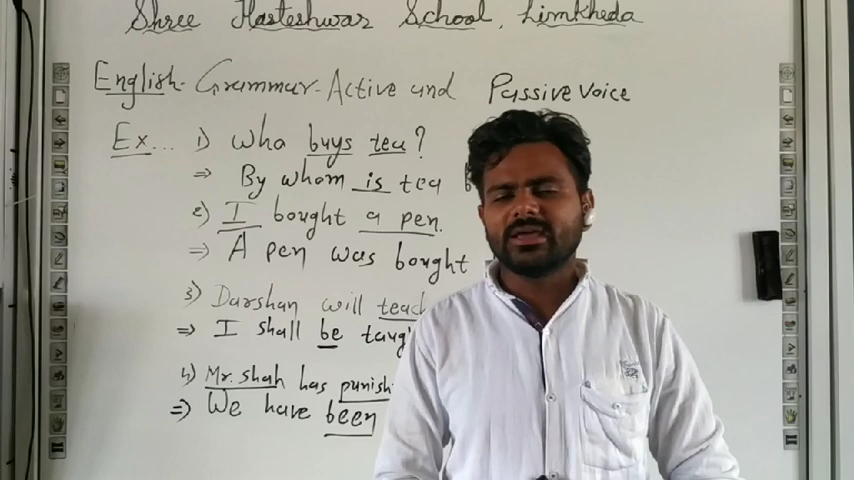 Shree Hasteshwar School, Limkheda
English Grammar - Active and Passive Voice
Ex... 1) Who buys tea?
⇒ By whom is tea b
2) I bought a pen.
⇒ A pen was bought
3) Darshan will teach
⇒ I shall be taug
4) Mr. Shah has punish
⇒ We have been